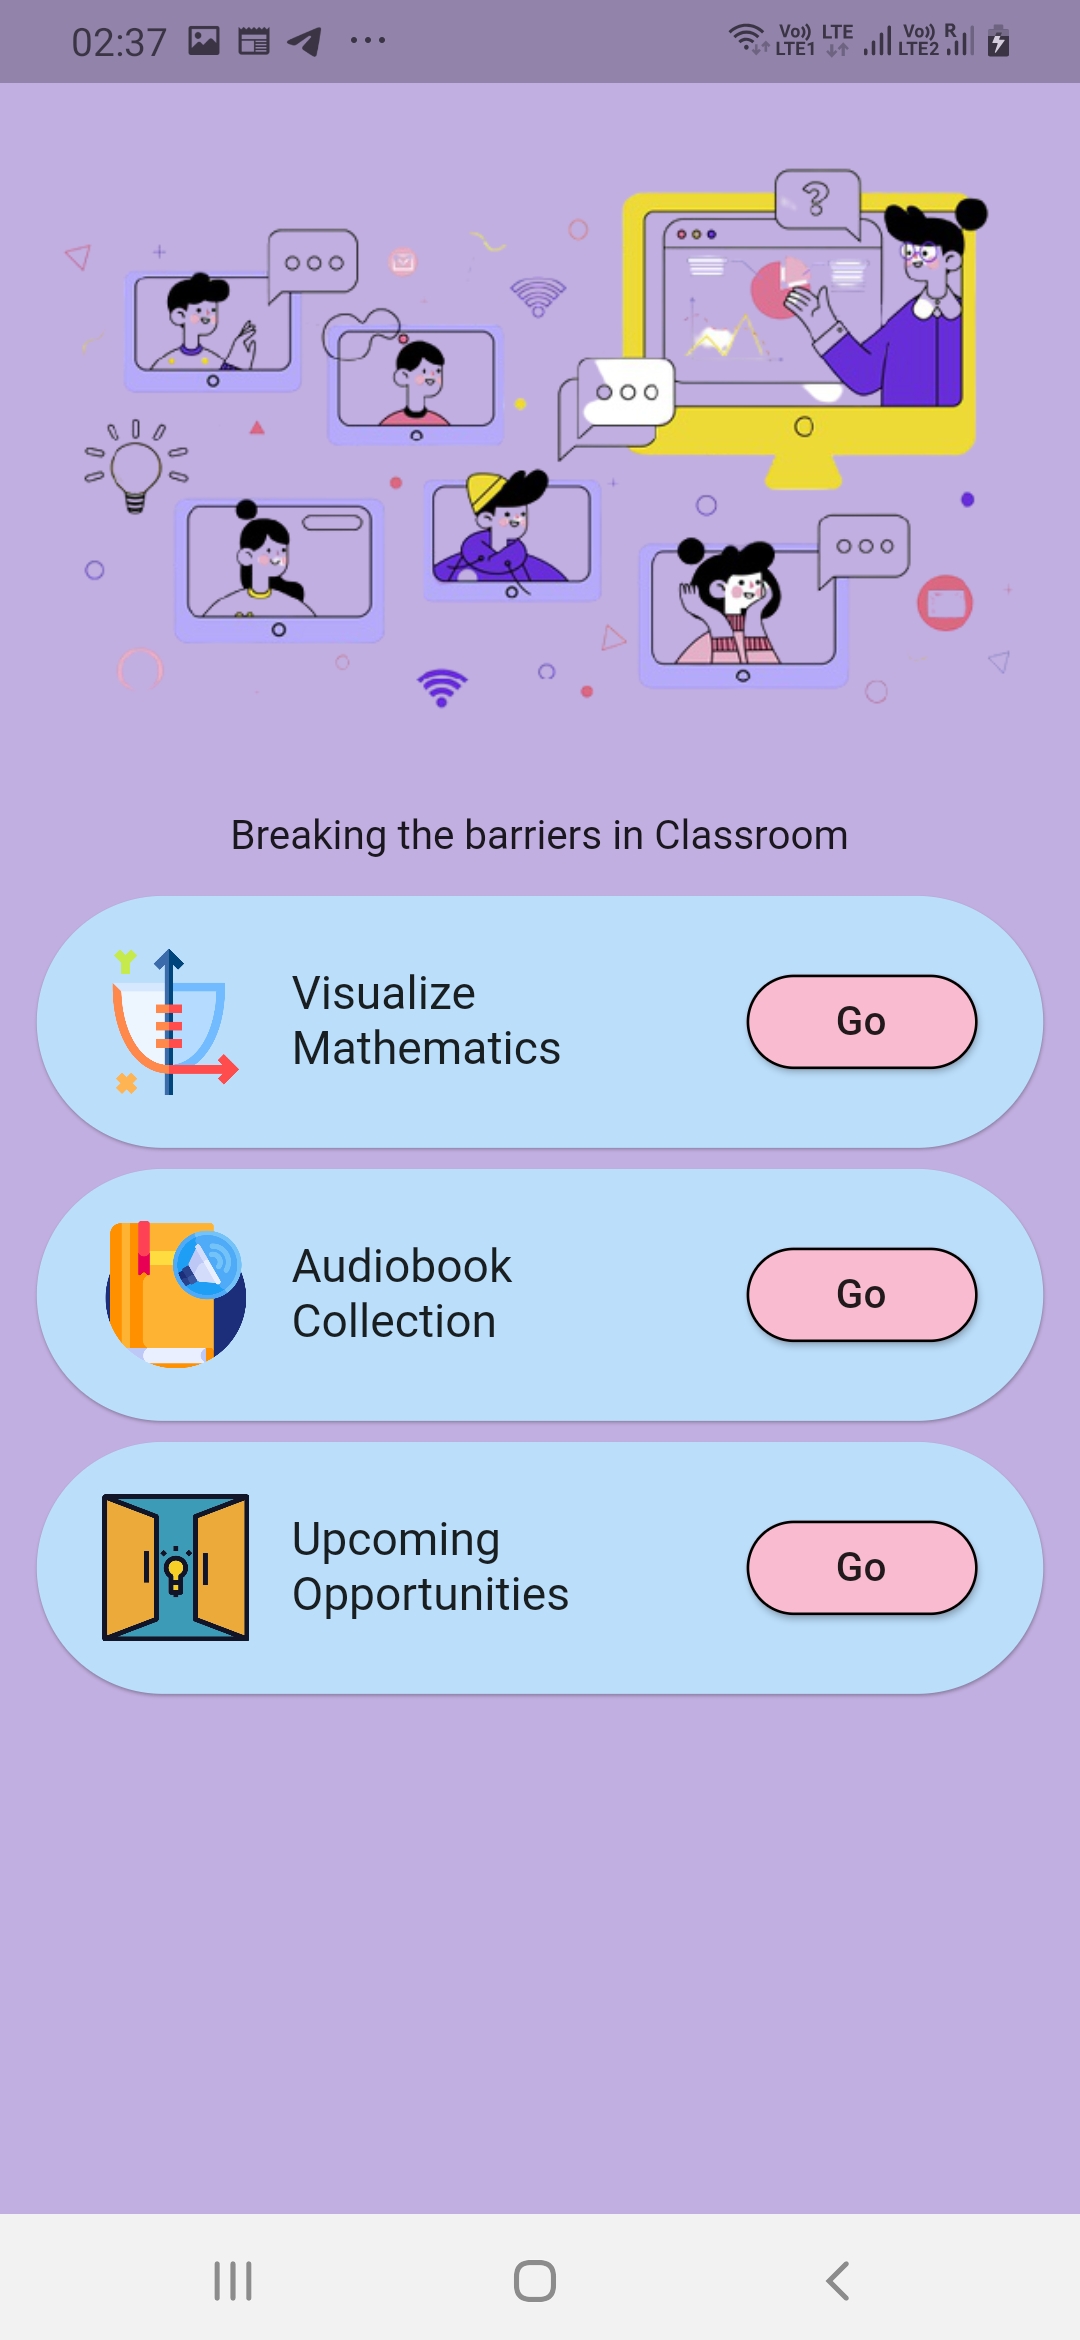 02:37
Vo)) LTE1 LTE Vo)) LTE2 R
?
Breaking the barriers in Classroom
Visualize
Mathematics
Go
Y
X
Audiobook
Collection
Go
Upcoming
Opportunities
Go